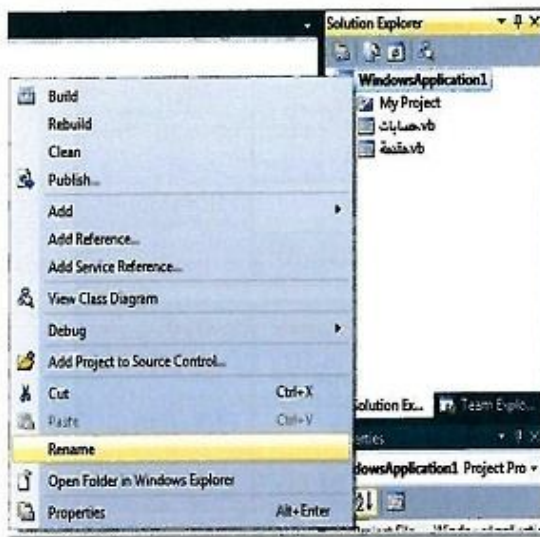 Solution Explorer
WindowsApplication1
My Project
حسابات.vb
مقدمة.vb
Build
Rebuild
Clean
Publish...
Add
Add Reference...
Add Service Reference...
View Class Diagram
Debug
Add Project to Source Control...
Cut Ctrl+X
Paste Ctrl+V
Rename
Open Folder in Windows Explorer
Properties Alt+Enter
Solution Ex... Team Explo...
erties
dowsApplication1 Project Pro